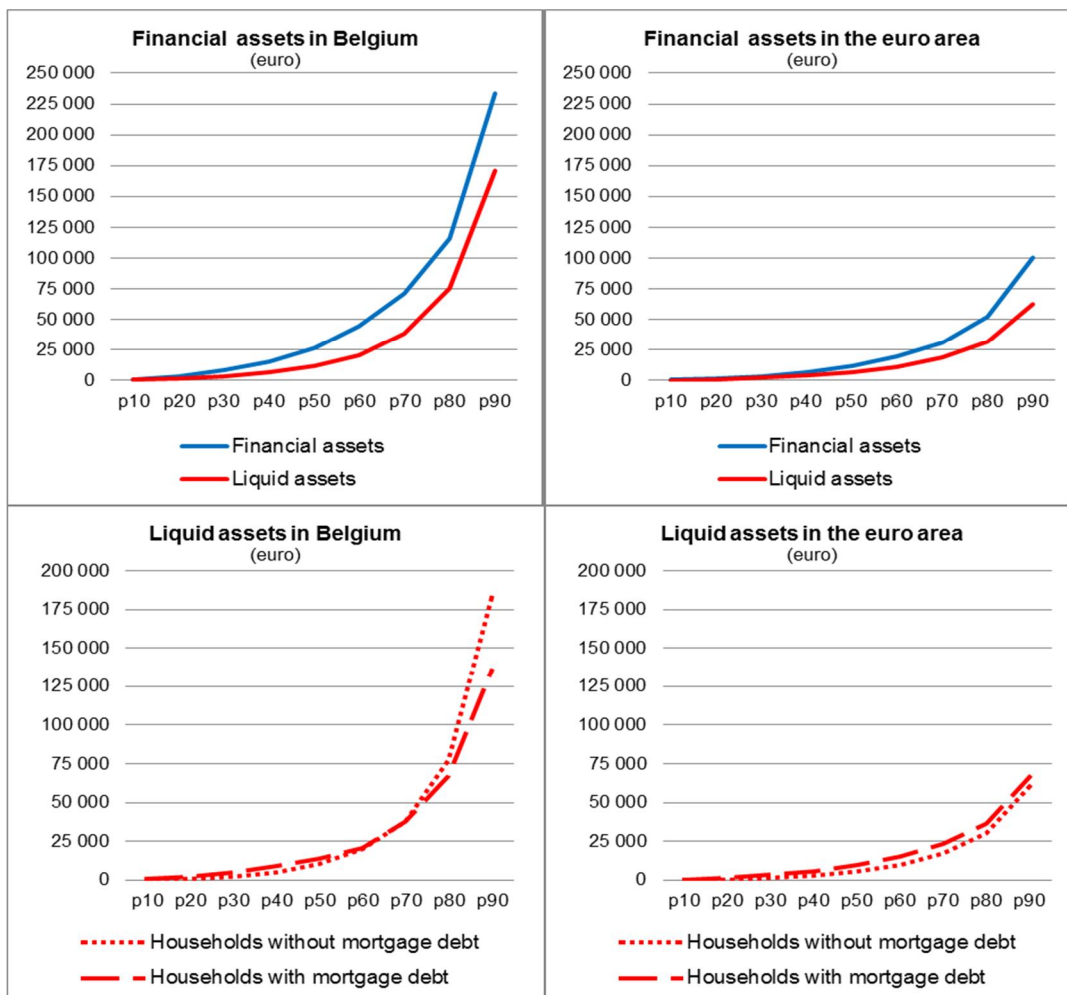 Financial assets in Belgium
(euro)
250 000
225 000
200 000
175 000
150 000
125 000
100 000
75 000
50 000
25 000
0
p10 p20 p30 p40 p50 p60 p70 p80 p90
Financial assets
Liquid assets
Financial assets in the euro area
(euro)
250 000
225 000
200 000
175 000
150 000
125 000
100 000
75 000
50 000
25 000
0
p10 p20 p30 p40 p50 p60 p70 p80 p90
Financial assets
Liquid assets
Liquid assets in Belgium
(euro)
200 000
175 000
150 000
125 000
100 000
75 000
50 000
25 000
0
p10 p20 p30 p40 p50 p60 p70 p80 p90
Households without mortgage debt
Households with mortgage debt
Liquid assets in the euro area
(euro)
200 000
175 000
150 000
125 000
100 000
75 000
50 000
25 000
0
p10 p20 p30 p40 p50 p60 p70 p80 p90
Households without mortgage debt
Households with mortgage debt